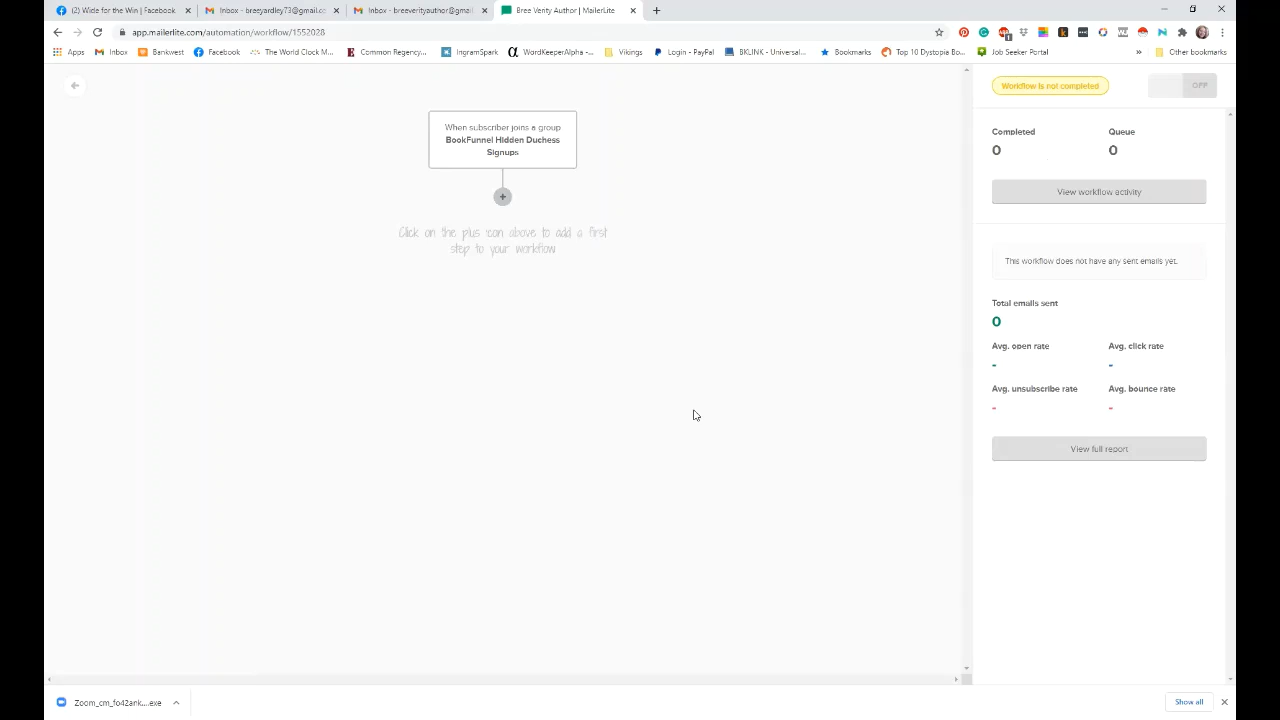 (20) Wide for the Win | Facebook
Inbox - breeyardley73@gmail.c
Inbox - breeverityauthor@gmail
Bree Verity Author | MailerLite
app.mailerlite.com/automation/workflow/1552028
Apps
Inbox
Bankwest
Facebook
The World Clock M...
Common Regency...
IngramSpark
WordKeeperAlpha -...
Vikings
Login - PayPal
BKLINK - Universal...
Bookmarks
Top 10 Dystopia Bo...
Job Seeker Portal
»
Other bookmarks
When subscriber joins a group
BookFunnel Hidden Duchess
Signups
Click on the plus icon above to add a first
step to your workflow
Workflow is not completed
OFF
Completed
Queue
0
0
View workflow activity
This workflow does not have any sent emails yet.
Total emails sent
0
Avg. open rate
Avg. click rate
-
-
Avg. unsubscribe rate
Avg. bounce rate
-
-
View full report
Zoom_cm_fo42ank....exe
Show all